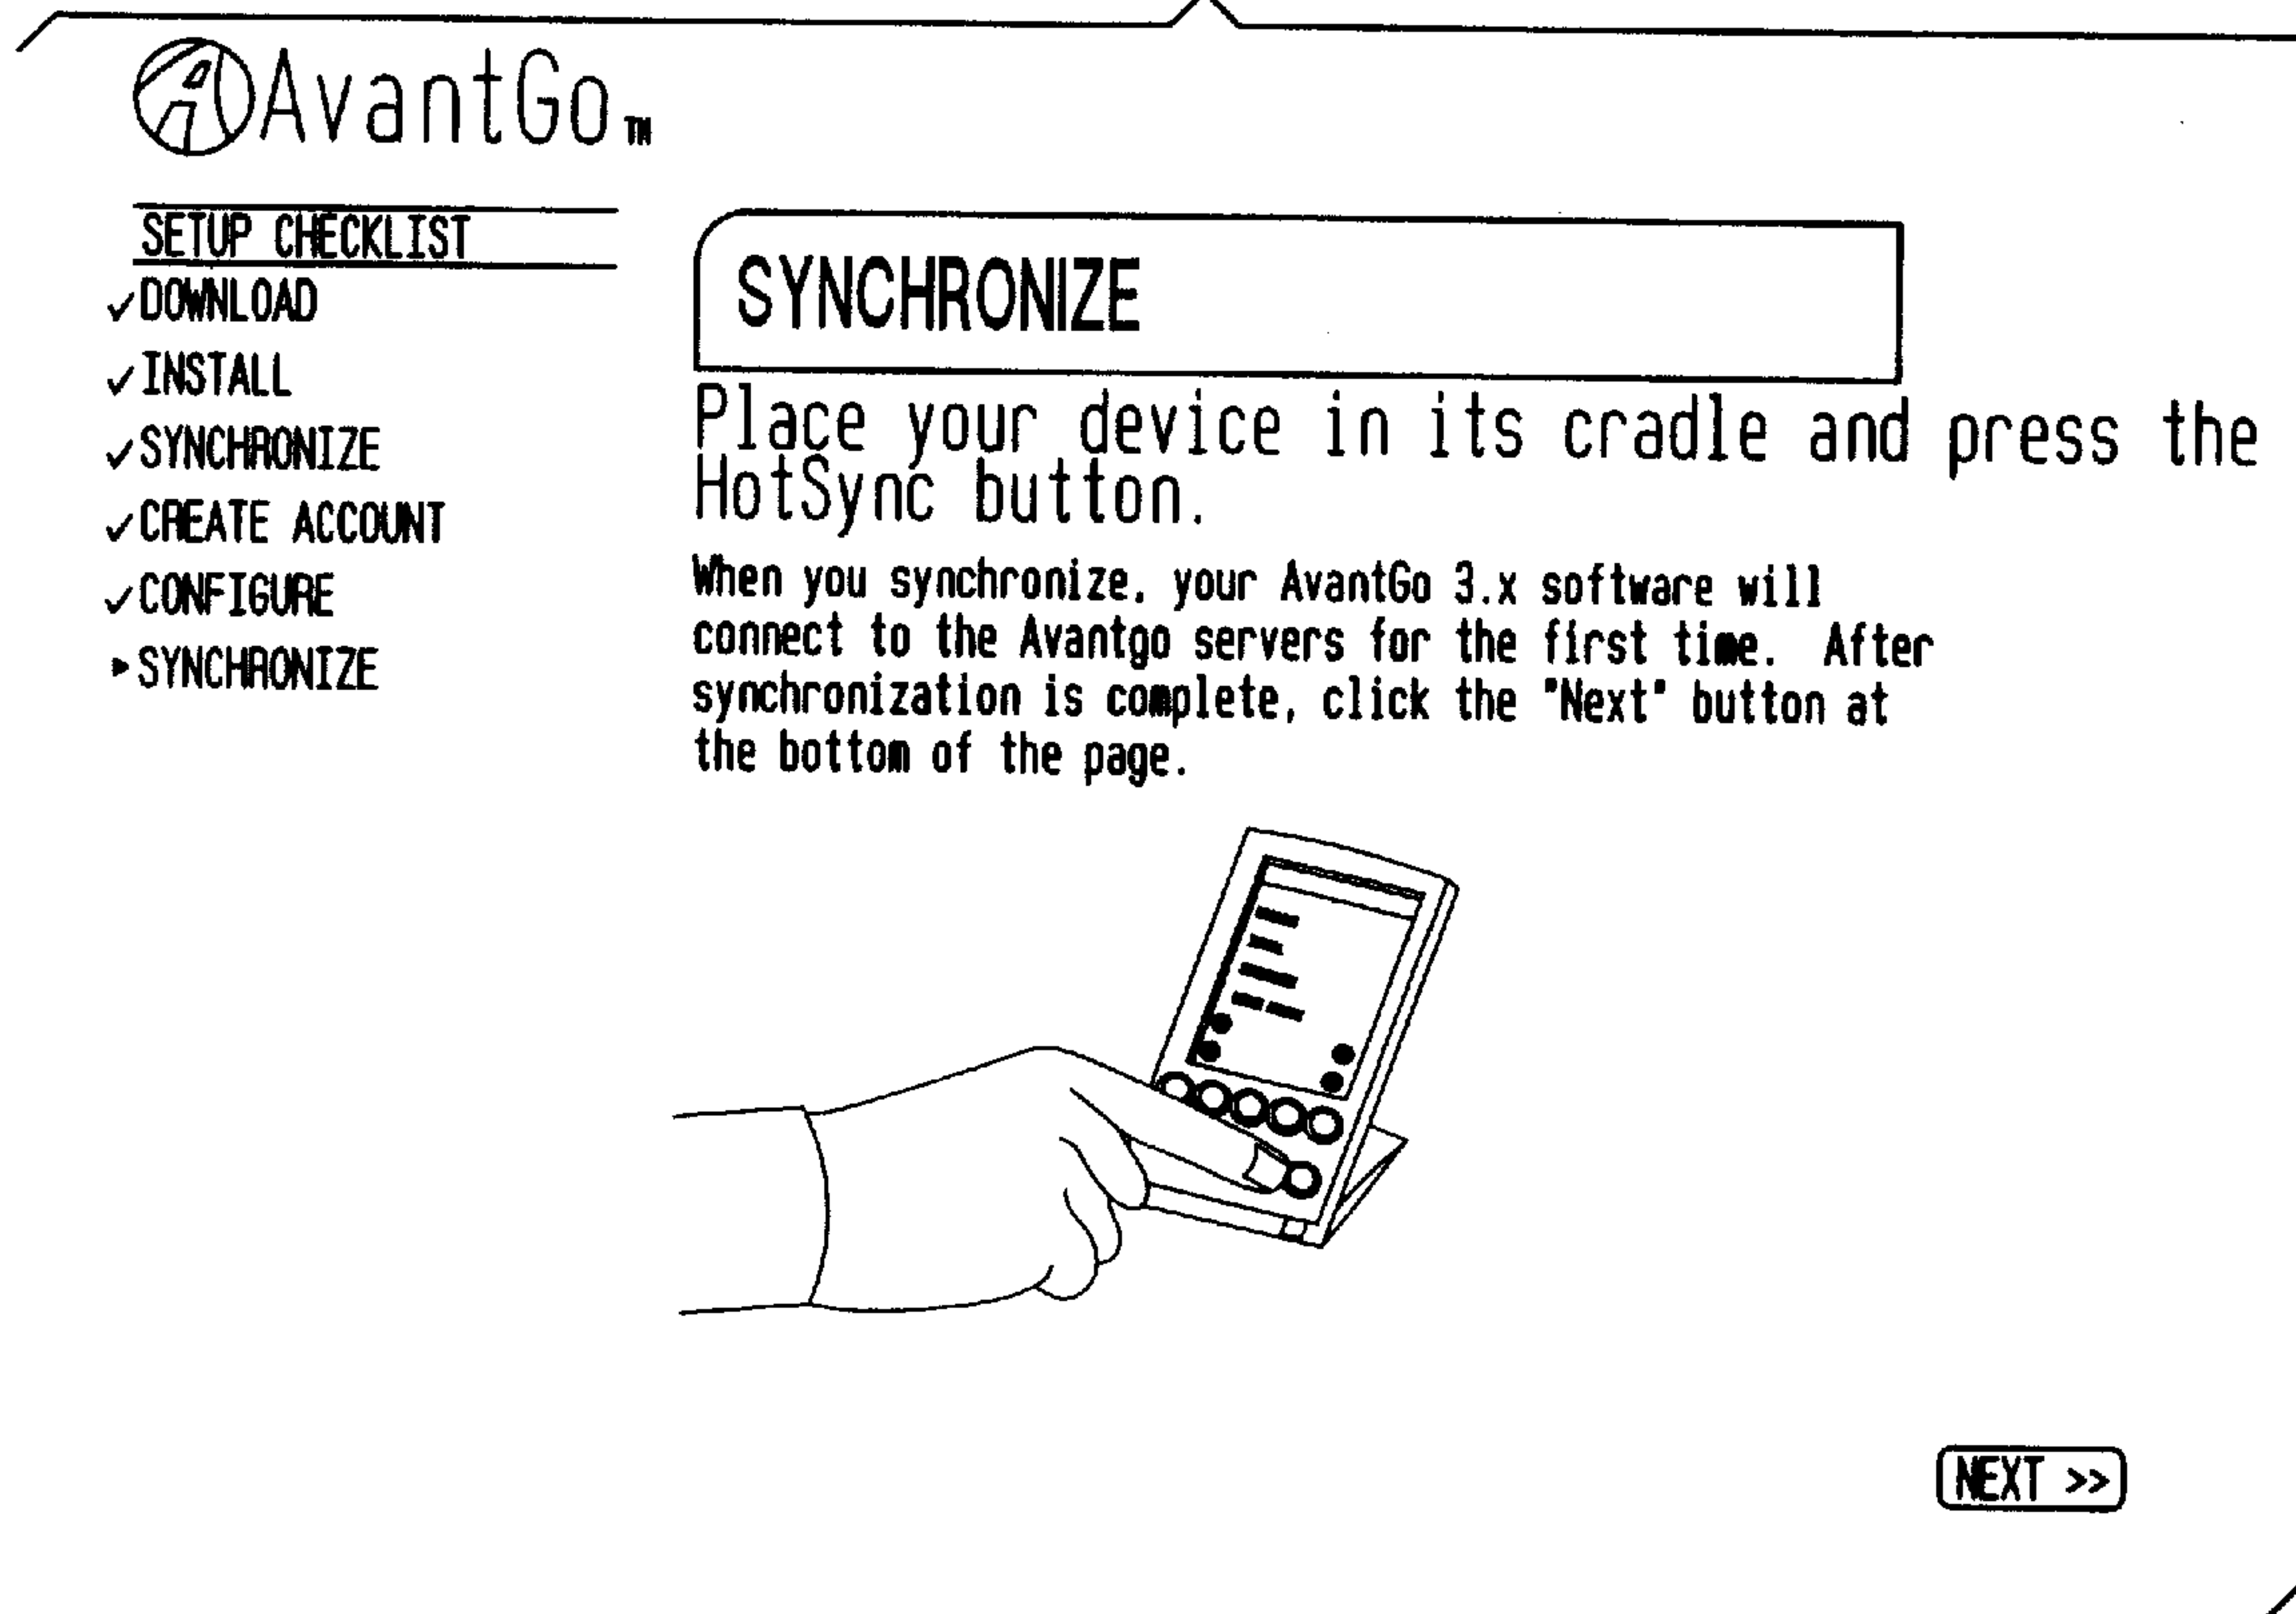 AvantGo™
SETUP CHECKLIST
✓DOWNLOAD
✓INSTALL
✓SYNCHRONIZE
✓CREATE ACCOUNT
✓CONFIGURE
▸SYNCHRONIZE
SYNCHRONIZE
Place your device in its cradle and press the
HotSync button.
When you synchronize, your AvantGo 3.x software will
connect to the Avantgo servers for the first time. After
synchronization is complete, click the "Next" button at
the bottom of the page.
NEXT >>